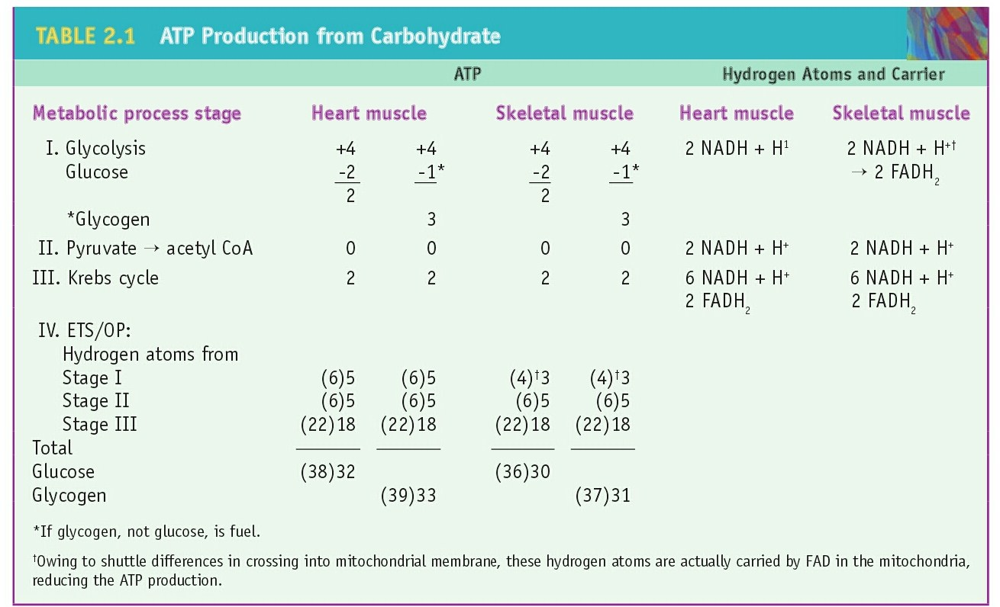 TABLE 2.1 ATP Production from Carbohydrate
ATP Hydrogen Atoms and Carrier
Metabolic process stage Heart muscle Skeletal muscle Heart muscle Skeletal muscle
I. Glycolysis +4 +4 +4 +4 2 NADH + H¹ 2 NADH + H⁺†
Glucose -2 -1* -2 -1* → 2 FADH₂
2 2
*Glycogen 3 3
II. Pyruvate → acetyl CoA 0 0 0 0 2 NADH + H⁺ 2 NADH + H⁺
III. Krebs cycle 2 2 2 2 6 NADH + H⁺ 6 NADH + H⁺
2 FADH₂ 2 FADH₂
IV. ETS/OP:
Hydrogen atoms from
Stage I (6)5 (6)5 (4)†3 (4)†3
Stage II (6)5 (6)5 (6)5 (6)5
Stage III (22)18 (22)18 (22)18 (22)18
Total
Glucose (38)32 (36)30
Glycogen (39)33 (37)31
*If glycogen, not glucose, is fuel.
†Owing to shuttle differences in crossing into mitochondrial membrane, these hydrogen atoms are actually carried by FAD in the mitochondria,
reducing the ATP production.